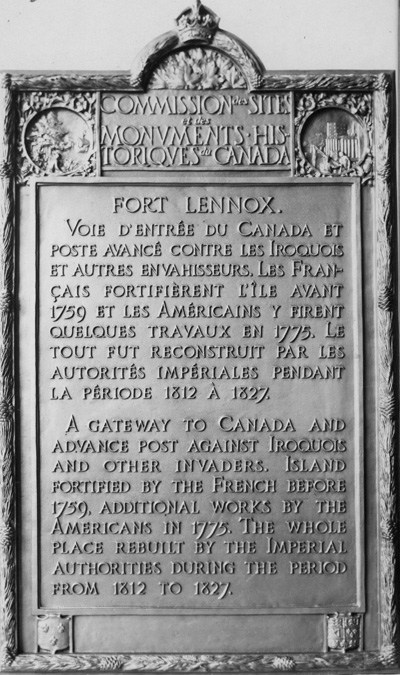 COMMISSION des SITES
et des
MONVMENTS·HIS-
TORIQVES du CANADA
FORT LENNOX.
VOIE D'ENTRÉE DU CANADA ET
POSTE AVANCÉ CONTRE LES IROQUOIS
ET AUTRES ENVAHISSEURS. LES FRAN-
ÇAIS FORTIFIÈRENT L'ÎLE AVANT
1759 ET LES AMÉRICAINS Y FIRENT
QUELQUES TRAVAUX EN 1775. LE
TOUT FUT RECONSTRUIT PAR LES
AUTORITÉS IMPÉRIALES PENDANT
LA PÉRIODE 1812 À 1827.
A GATEWAY TO CANADA AND
ADVANCE POST AGAINST IROQUOIS
AND OTHER INVADERS. ISLAND
FORTIFIED BY THE FRENCH BEFORE
1759, ADDITIONAL WORKS BY THE
AMERICANS IN 1775. THE WHOLE
PLACE REBUILT BY THE IMPERIAL
AUTHORITIES DURING THE PERIOD
FROM 1812 TO 1827.